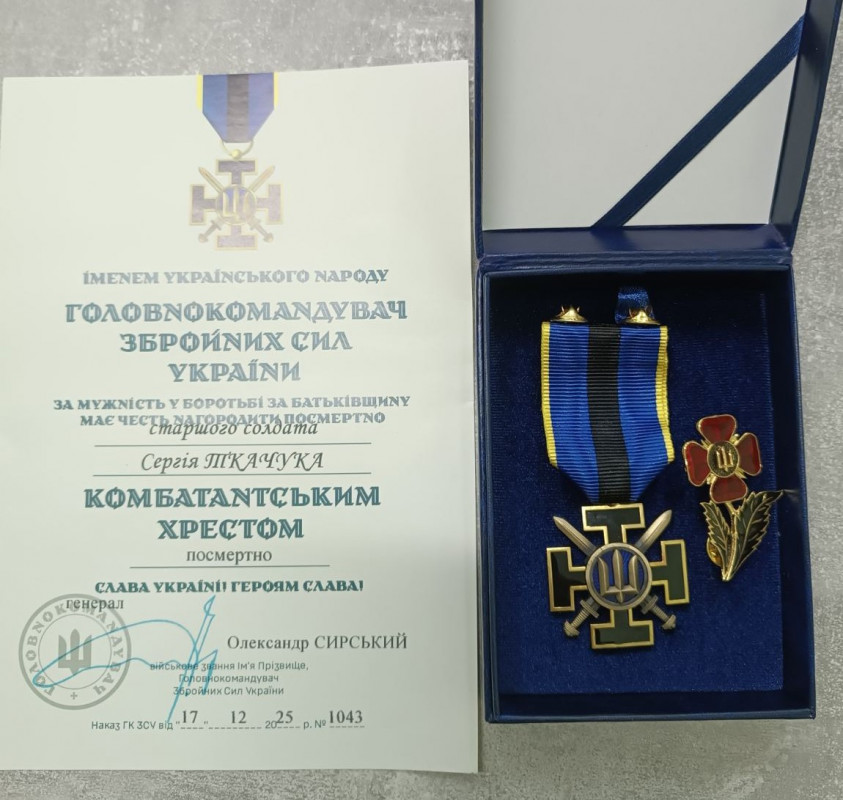 ІМЕНЕМ УКРАЇНСЬКОГО НАРОДУ
ГОЛОВНОКОМАНДУВАЧ
ЗБРОЙНИХ СИЛ
УКРАЇНИ
ЗА МУЖНІСТЬ У БОРОТЬБІ ЗА БАТЬКІВЩИНУ
МАЄ ЧЕСТЬ НАГОРОДИТИ ПОСМЕРТНО
старшого солдата
Сергія ТКАЧУКА
КОМБАТАНТСЬКИМ
ХРЕСТОМ
посмертно
СЛАВА УКРАЇНІ! ГЕРОЯМ СЛАВА!
генерал
ГОЛОВНОКОМАНДУВАЧ
Олександр СИРСЬКИЙ
військове звання Ім'я Прізвище,
Головнокомандувач
Збройних Сил України
Наказ ГК ЗСУ від "17" 12 2025 р. № 1043